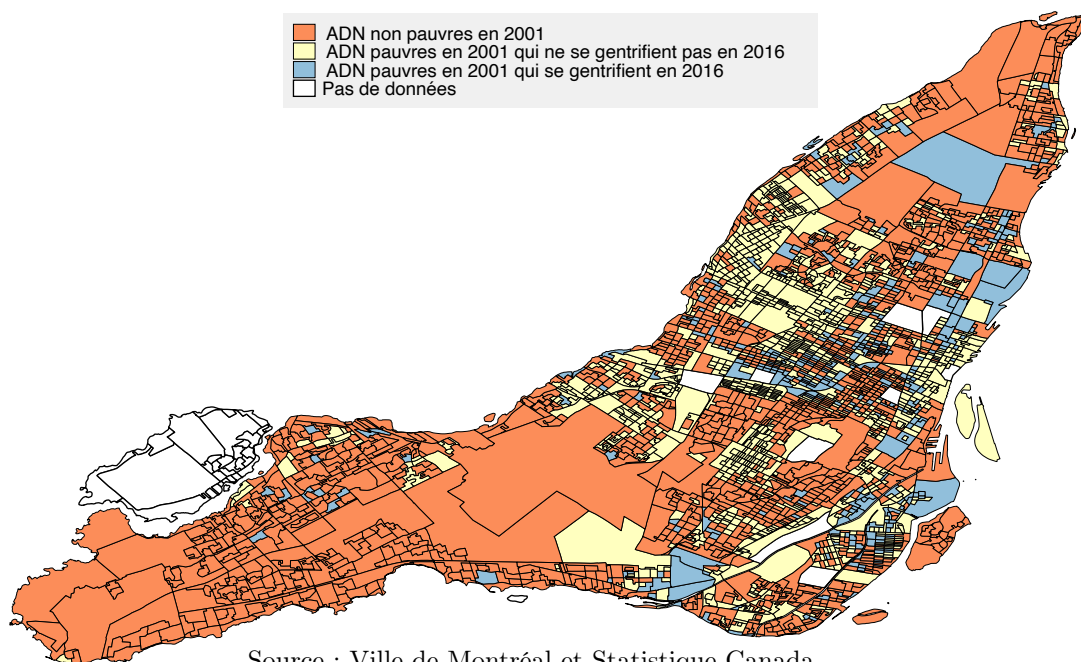 ADN non pauvres en 2001
ADN pauvres en 2001 qui ne se gentrifient pas en 2016
ADN pauvres en 2001 qui se gentrifient en 2016
Pas de données
Source : Ville de Montréal et Statistique Canada